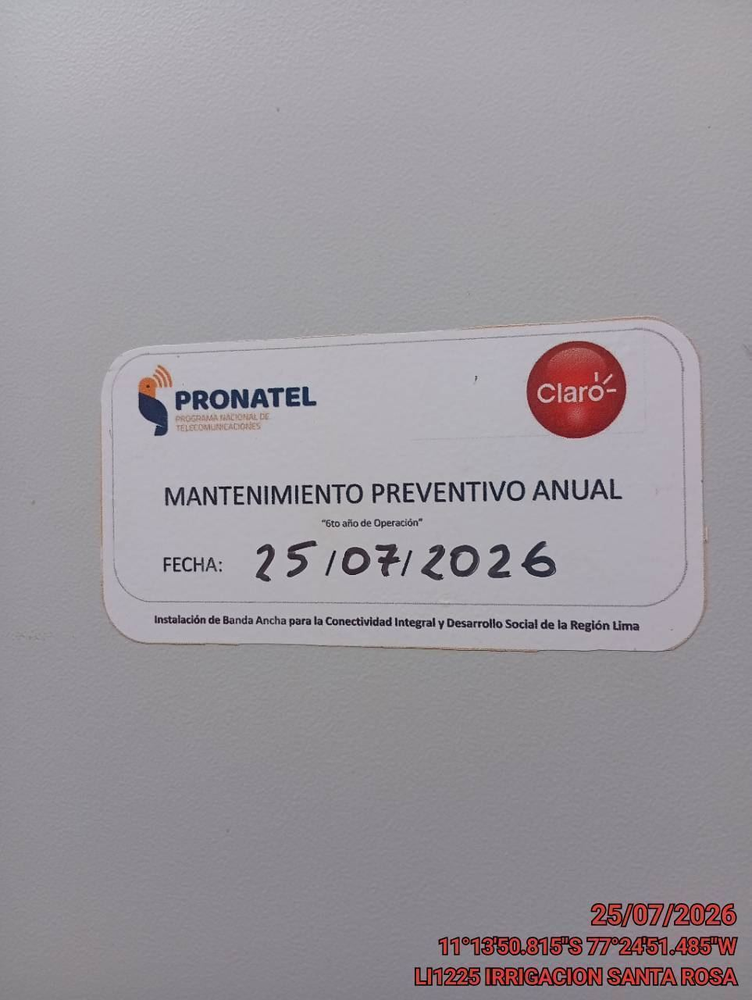 PRONATEL
PROGRAMA NACIONAL DE
TELECOMUNICACIONES
Claro
MANTENIMIENTO PREVENTIVO ANUAL
"6to año de Operación"
FECHA: 25/07/2026
Instalación de Banda Ancha para la Conectividad Integral y Desarrollo Social de la Región Lima
25/07/2026
11°13'50.815"S 77°24'51.485"W
LI1225 IRRIGACION SANTA ROSA